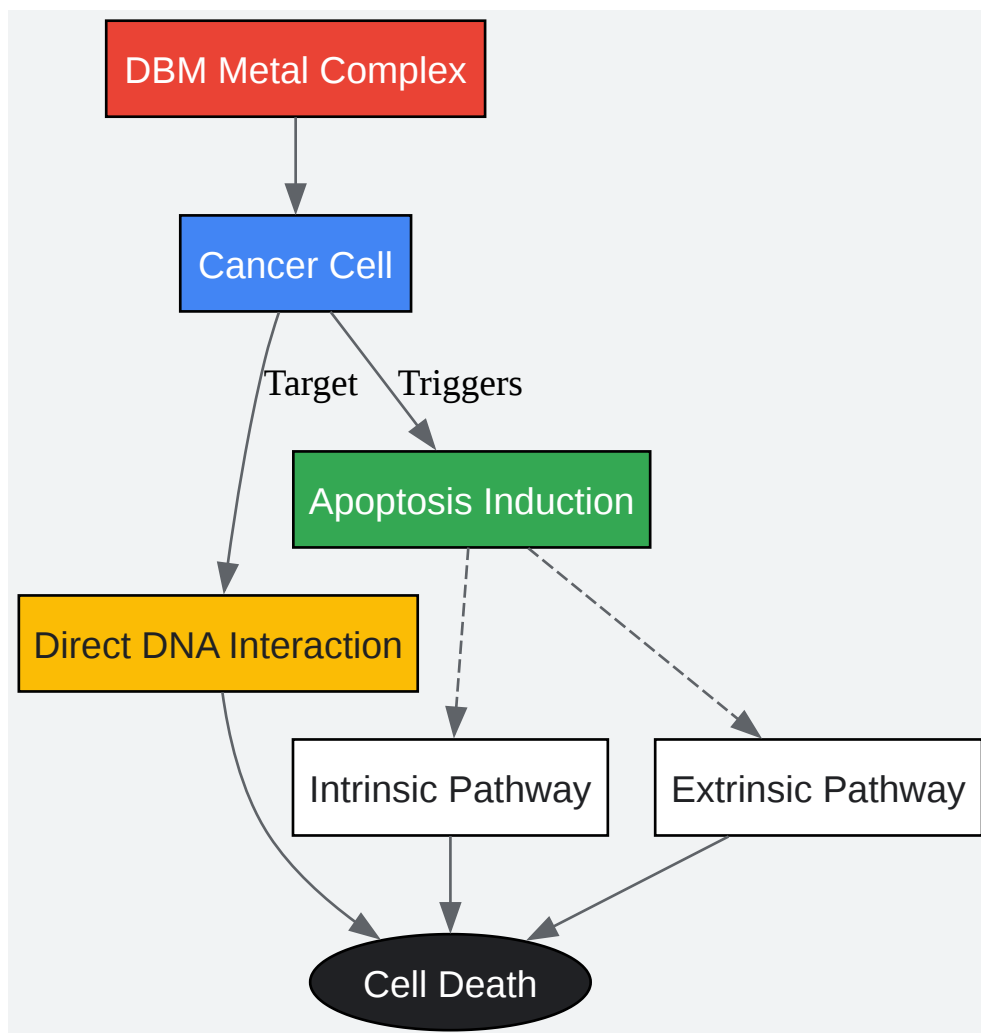 DBM Metal Complex
Cancer Cell
Target
Triggers
Apoptosis Induction
Direct DNA Interaction
Intrinsic Pathway
Extrinsic Pathway
Cell Death